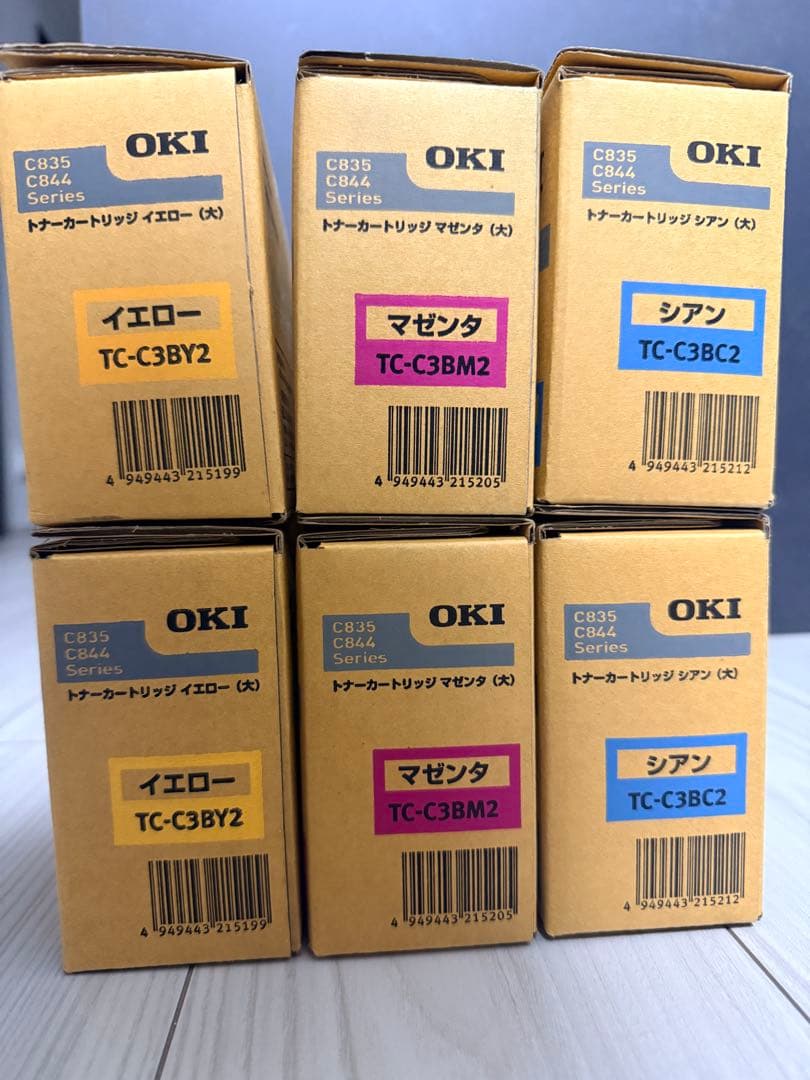 OKI
C835
C844
Series
トナーカートリッジ イエロー（大）
イエロー
TC-C3BY2
4 949443 215199
OKI
C835
C844
Series
トナーカートリッジ マゼンタ（大）
マゼンタ
TC-C3BM2
4 949443 215205
OKI
C835
C844
Series
トナーカートリッジ シアン（大）
シアン
TC-C3BC2
4 949443 215212
OKI
C835
C844
Series
トナーカートリッジ イエロー（大）
イエロー
TC-C3BY2
4 949443 215199
OKI
C835
C844
Series
トナーカートリッジ マゼンタ（大）
マゼンタ
TC-C3BM2
4 949443 215205
OKI
C835
C844
Series
トナーカートリッジ シアン（大）
シアン
TC-C3BC2
4 949443 215212